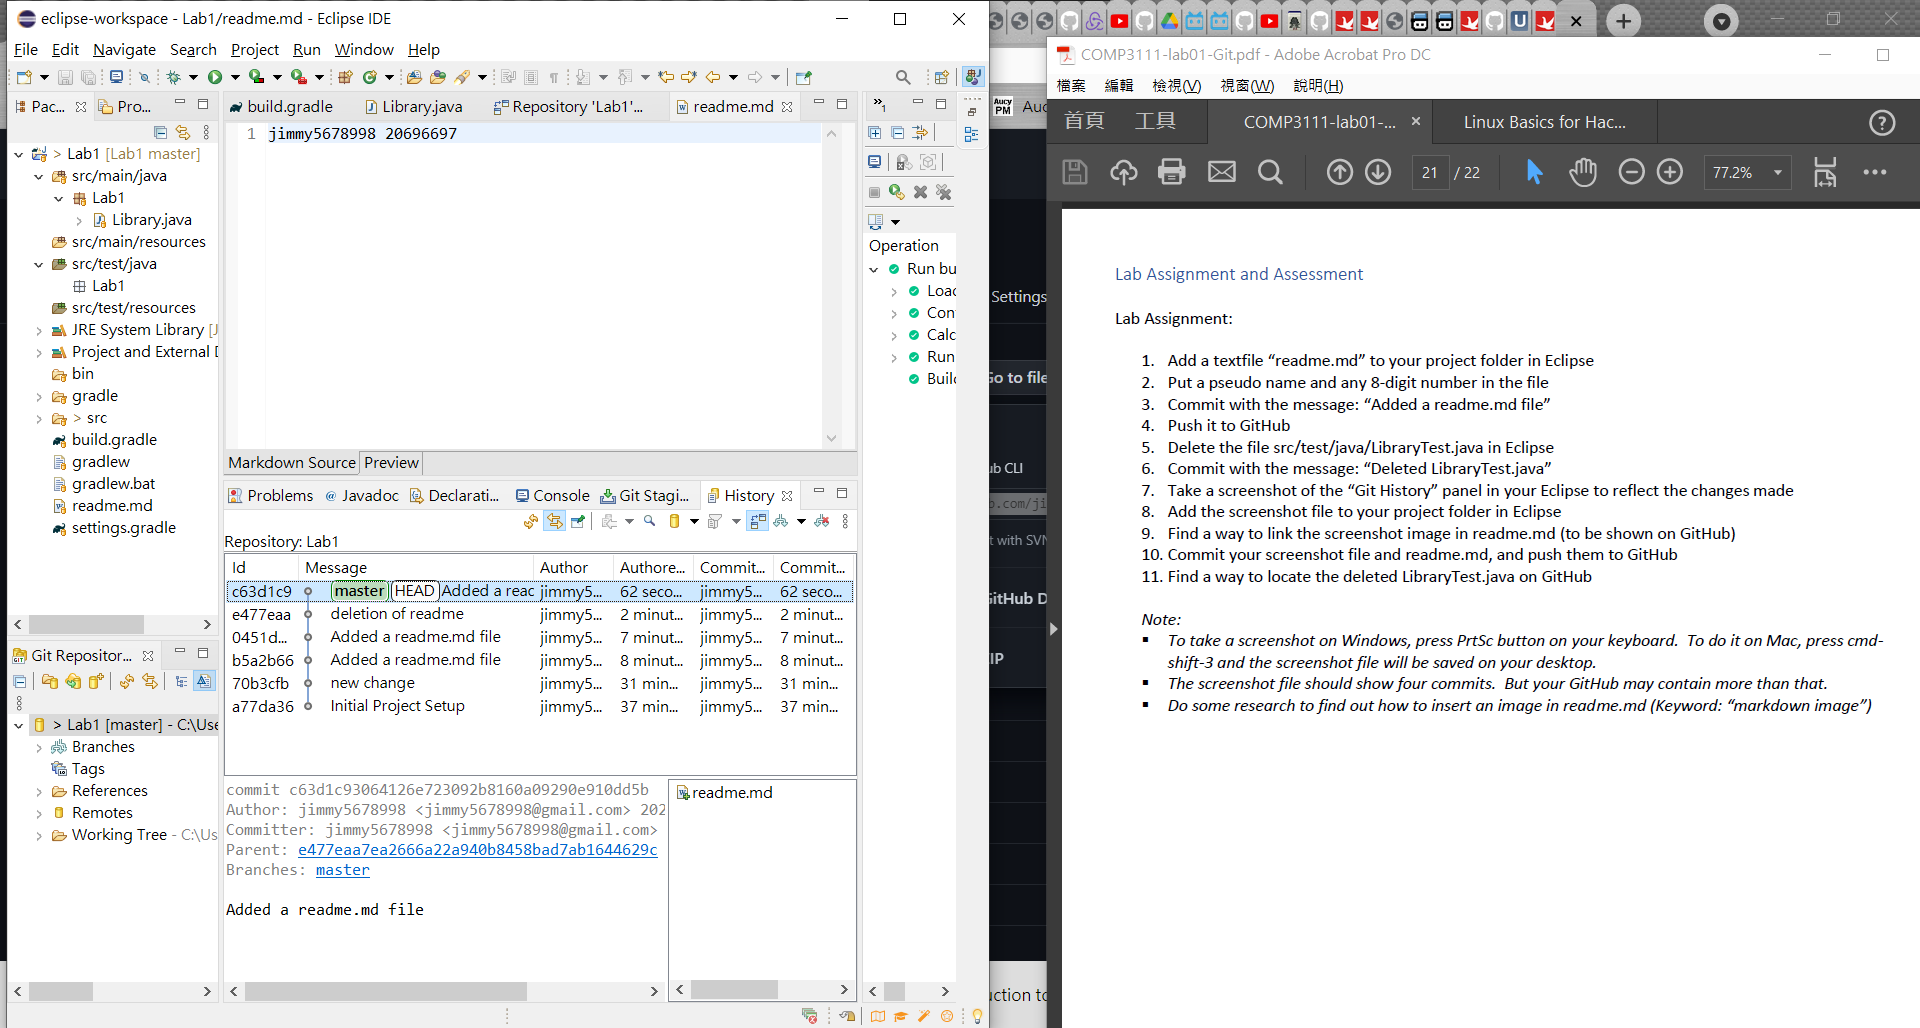 eclipse-workspace - Lab1/readme.md - Eclipse IDE
File Edit Navigate Search Project Run Window Help
Pac... Pro...
Lab1 [Lab1 master]
src/main/java
Lab1
Library.java
src/main/resources
src/test/java
Lab1
src/test/resources
JRE System Library [J
Project and External D
bin
gradle
> src
build.gradle
gradlew
gradlew.bat
readme.md
settings.gradle
Git Repositor...
> Lab1 [master] - C:\Use
Branches
Tags
References
Remotes
Working Tree - C:\Us
build.gradle Library.java Repository 'Lab1'... readme.md
1 jimmy5678998 20696697
Markdown Source Preview
Problems Javadoc Declarati... Console Git Stagi... History
Repository: Lab1
Id Message Author Authore... Commit... Commit...
c63d1c9 master HEAD Added a reac jimmy5... 62 seco... jimmy5... 62 seco...
e477eaa deletion of readme jimmy5... 2 minut... jimmy5... 2 minut...
0451d... Added a readme.md file jimmy5... 7 minut... jimmy5... 7 minut...
b5a2b66 Added a readme.md file jimmy5... 8 minut... jimmy5... 8 minut...
70b3cfb new change jimmy5... 31 min... jimmy5... 31 min...
a77da36 Initial Project Setup jimmy5... 37 min... jimmy5... 37 min...
commit c63d1c93064126e723092b8160a09290e910dd5b
Author: jimmy5678998 <jimmy5678998@gmail.com> 202
Committer: jimmy5678998 <jimmy5678998@gmail.com>
Parent: e477eaa7ea2666a22a940b8458bad7ab1644629c
Branches: master
Added a readme.md file
readme.md
Operation
Run bu
Load
Con
Calc
Run
Build
Aucy
PM
Auc
Settings
Go to file
ub CLI
b.com/ji
t with SVN
GitHub D
IP
uction to
COMP3111-lab01-Git.pdf - Adobe Acrobat Pro DC
檔案 編輯 檢視(V) 視窗(W) 說明(H)
首頁 工具 COMP3111-lab01-... × Linux Basics for Hac...
21 / 22 77.2%
Lab Assignment and Assessment
Lab Assignment:
1. Add a textfile “readme.md” to your project folder in Eclipse
2. Put a pseudo name and any 8-digit number in the file
3. Commit with the message: “Added a readme.md file”
4. Push it to GitHub
5. Delete the file src/test/java/LibraryTest.java in Eclipse
6. Commit with the message: “Deleted LibraryTest.java”
7. Take a screenshot of the “Git History” panel in your Eclipse to reflect the changes made
8. Add the screenshot file to your project folder in Eclipse
9. Find a way to link the screenshot image in readme.md (to be shown on GitHub)
10. Commit your screenshot file and readme.md, and push them to GitHub
11. Find a way to locate the deleted LibraryTest.java on GitHub
Note:
▪ To take a screenshot on Windows, press PrtSc button on your keyboard. To do it on Mac, press cmd-
shift-3 and the screenshot file will be saved on your desktop.
▪ The screenshot file should show four commits. But your GitHub may contain more than that.
▪ Do some research to find out how to insert an image in readme.md (Keyword: “markdown image”)